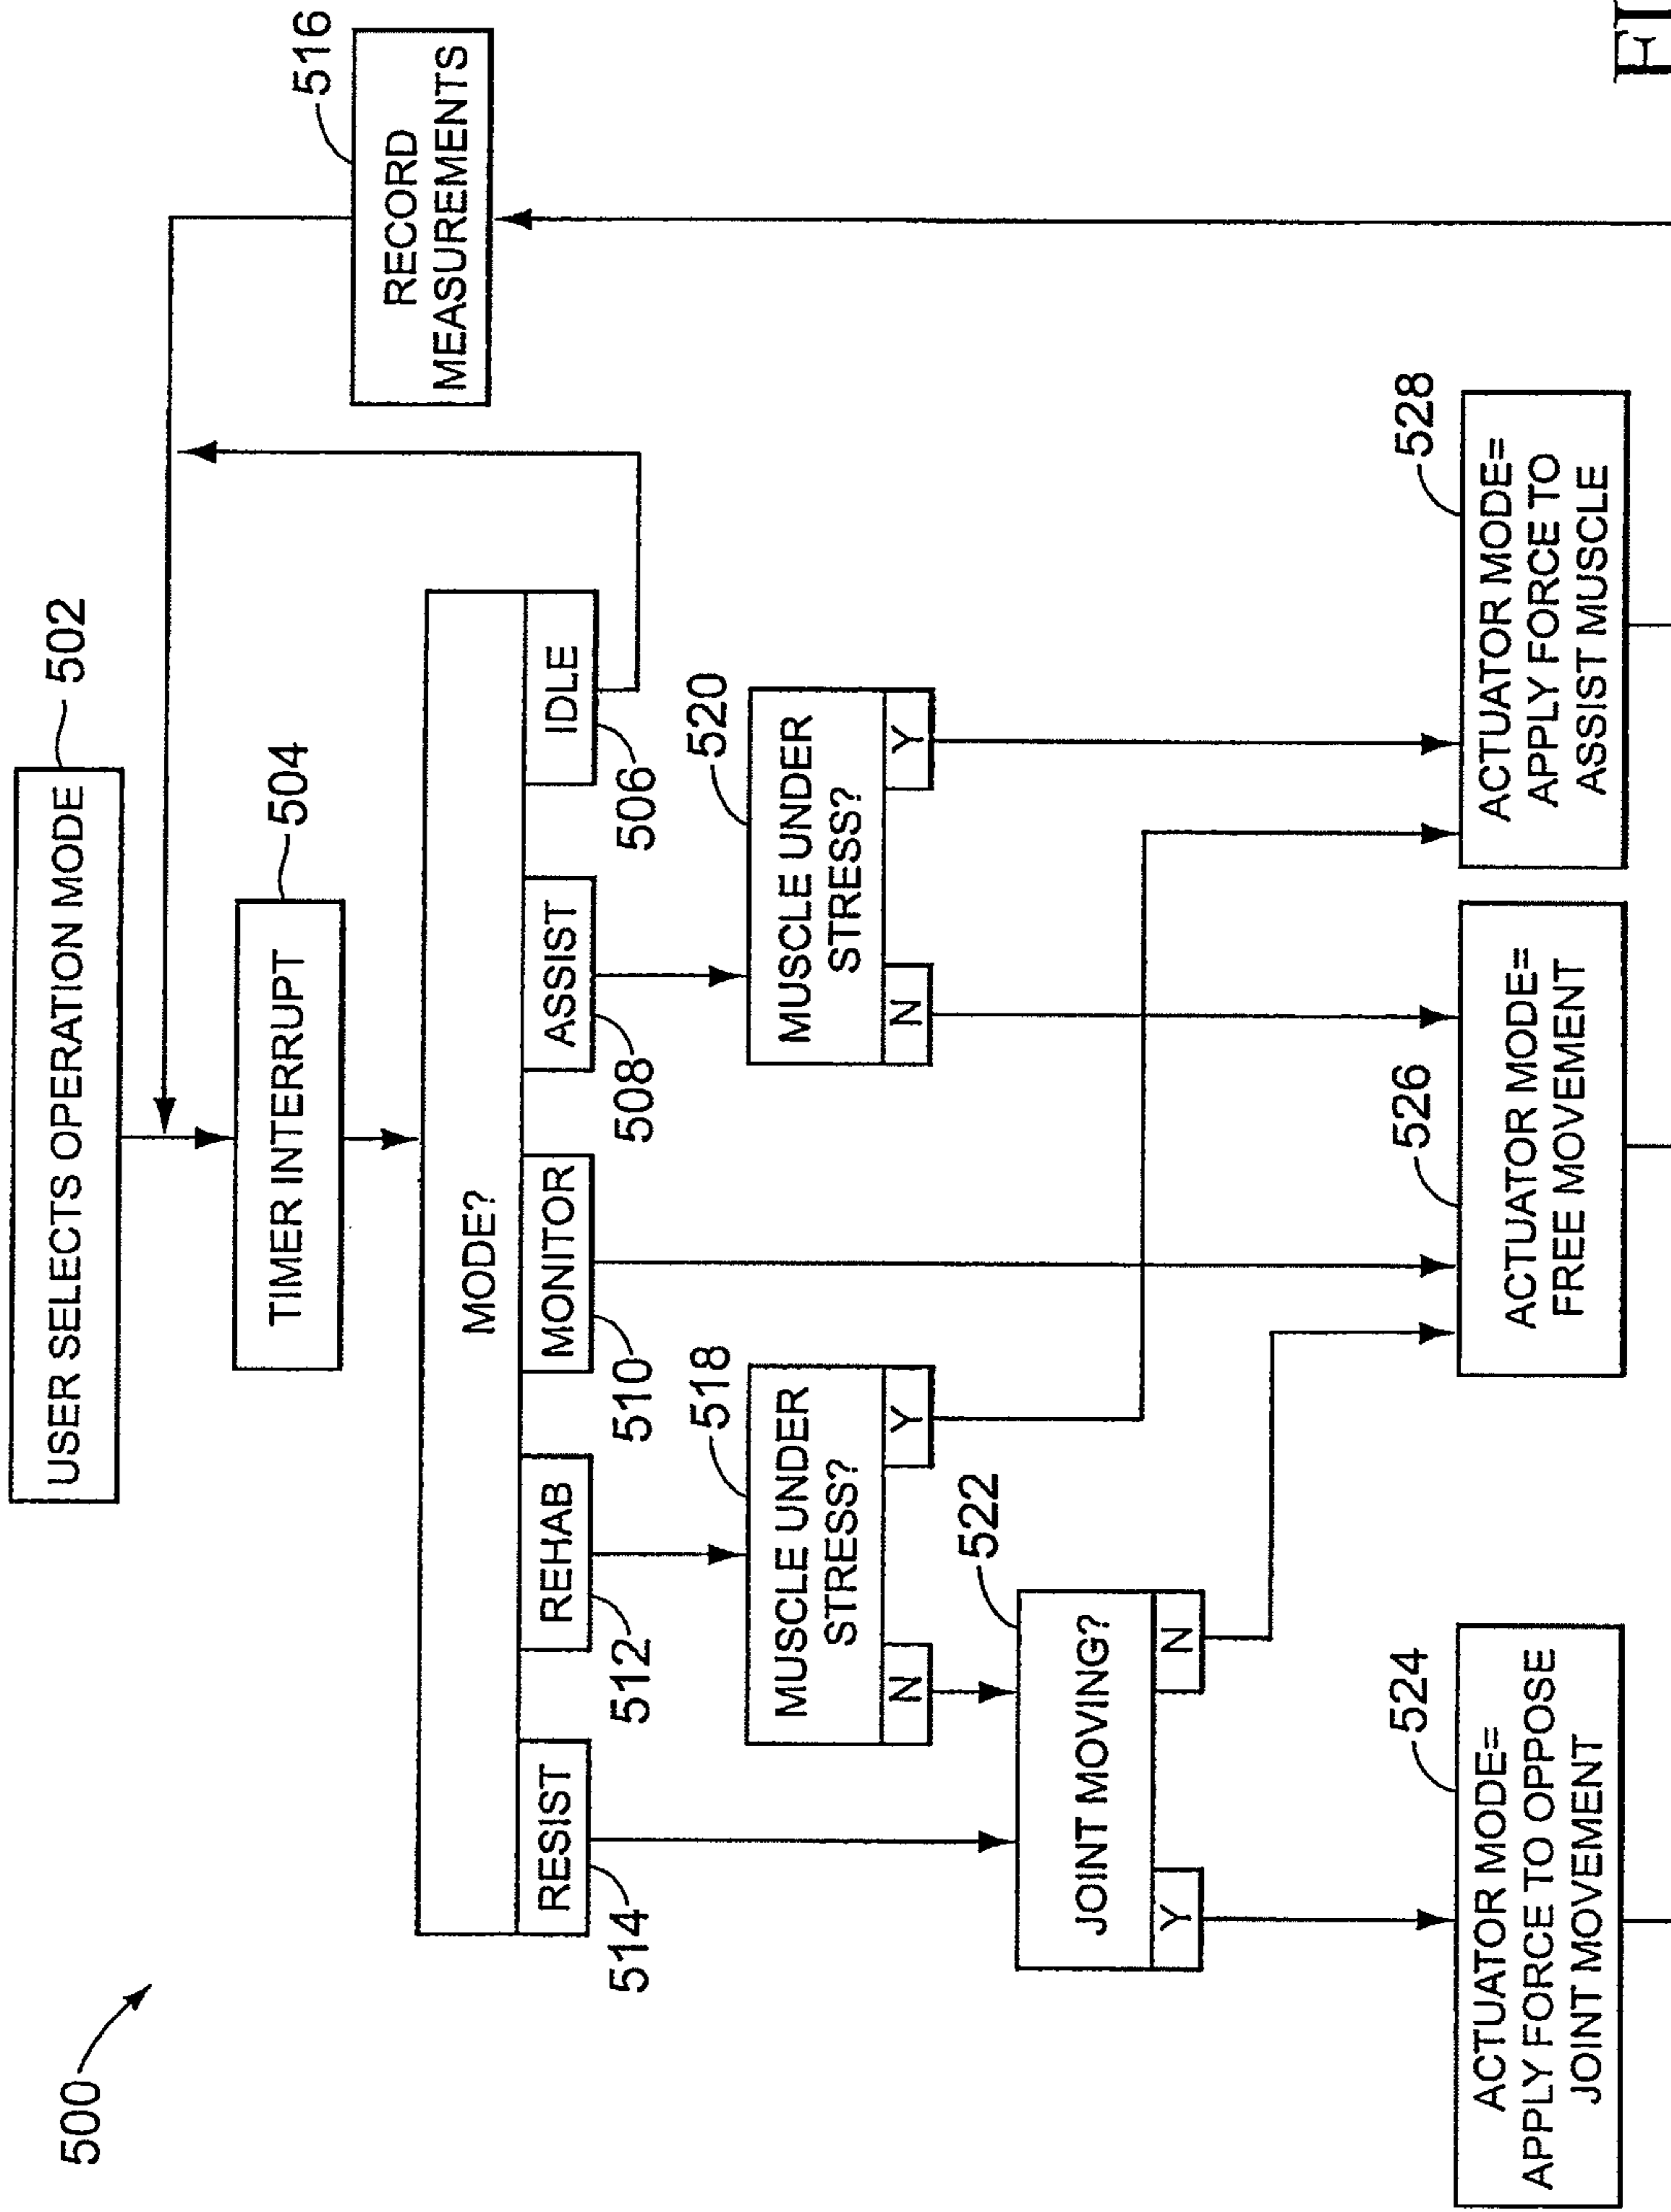 500
USER SELECTS OPERATION MODE
502
TIMER INTERRUPT
504
RECORD
MEASUREMENTS
516
MODE?
RESIST
REHAB
MONITOR
ASSIST
IDLE
514
512
510
508
506
MUSCLE UNDER
STRESS?
N
Y
518
MUSCLE UNDER
STRESS?
N
Y
520
JOINT MOVING?
Y
N
522
ACTUATOR MODE=
APPLY FORCE TO OPPOSE
JOINT MOVEMENT
524
ACTUATOR MODE=
FREE MOVEMENT
526
ACTUATOR MODE=
APPLY FORCE TO
ASSIST MUSCLE
528